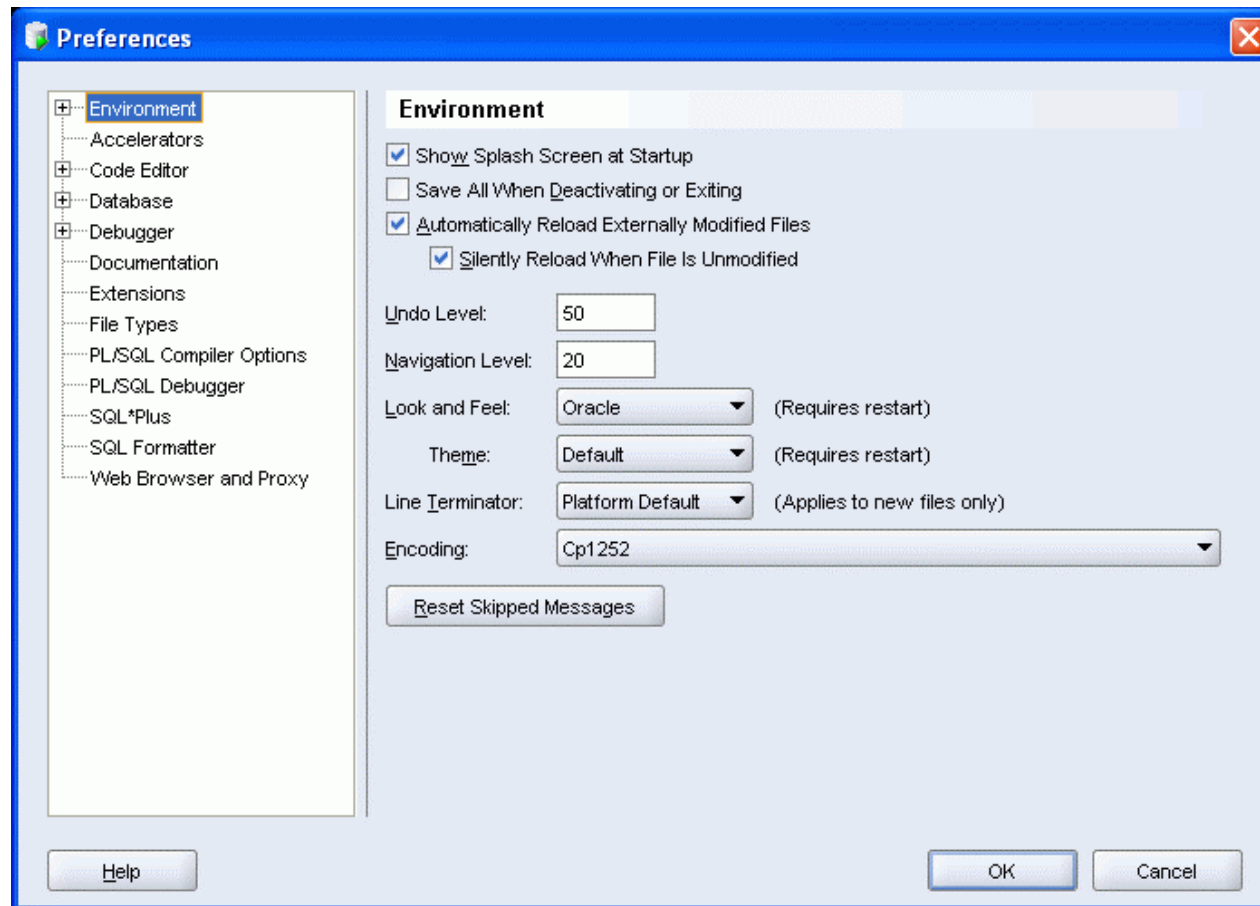 Preferences
Environment
Accelerators
Code Editor
Database
Debugger
Documentation
Extensions
File Types
PL/SQL Compiler Options
PL/SQL Debugger
SQL*Plus
SQL Formatter
Web Browser and Proxy
Environment
Show Splash Screen at Startup
Save All When Deactivating or Exiting
Automatically Reload Externally Modified Files
Silently Reload When File Is Unmodified
Undo Level: 50
Navigation Level: 20
Look and Feel: Oracle (Requires restart)
Theme: Default (Requires restart)
Line Terminator: Platform Default (Applies to new files only)
Encoding: Cp1252
Reset Skipped Messages
Help OK Cancel